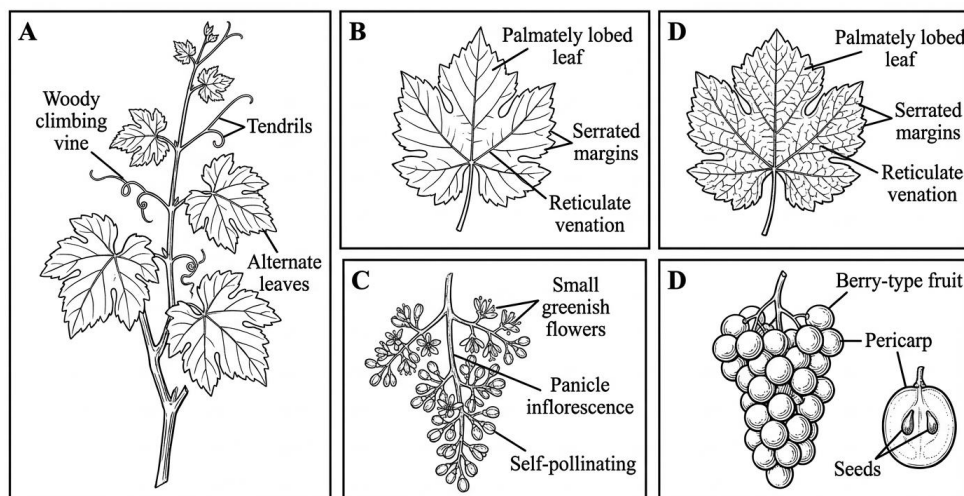 A
Woody
climbing
vine
Tendrils
Alternate
leaves
B
Palmately lobed
leaf
Serrated
margins
Reticulate
venation
D
Palmately lobed
leaf
Serrated
margins
Reticulate
venation
C
Small
greenish
flowers
Panicle
inflorescence
Self-pollinating
D
Berry-type fruit
Pericarp
Seeds